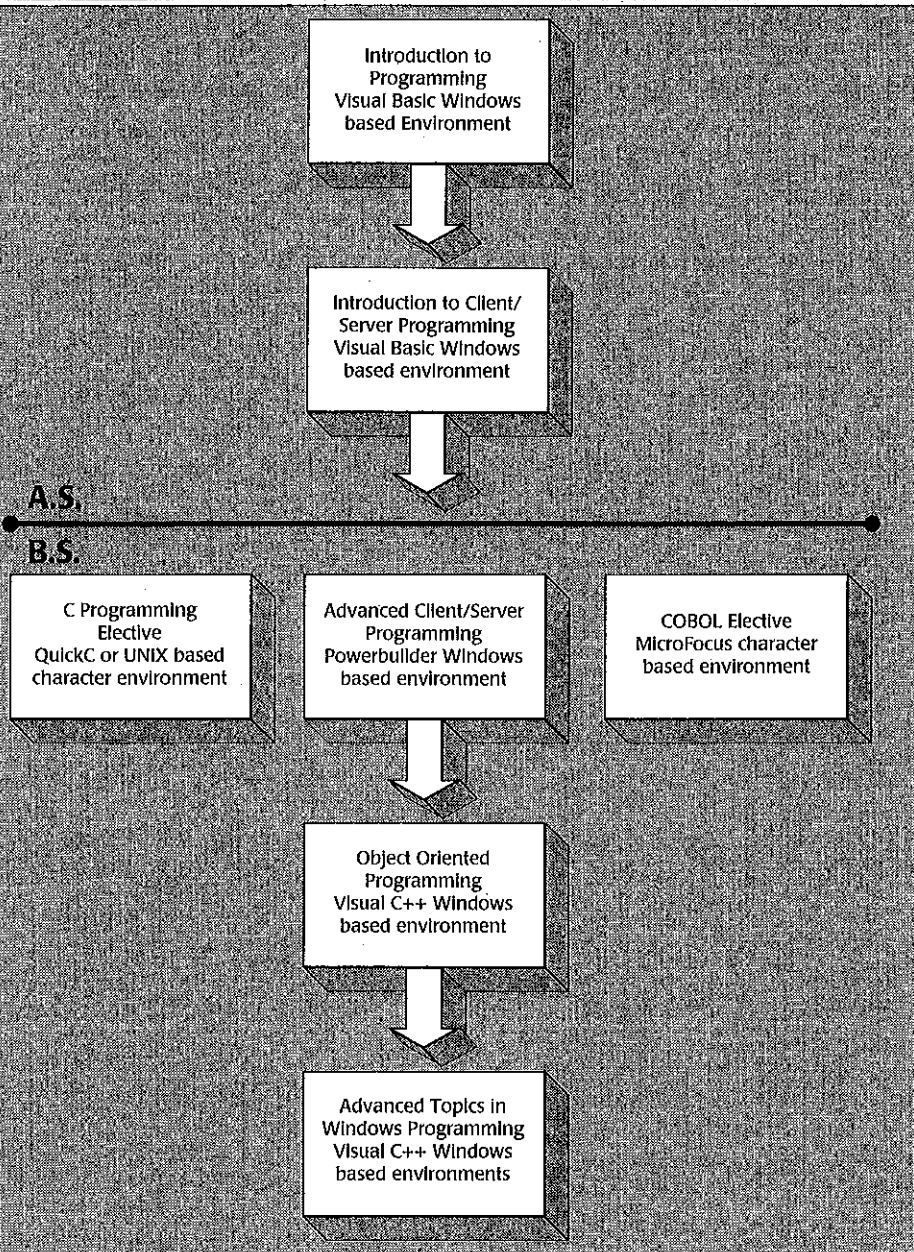 Introduction to
Programming
Visual Basic Windows
based Environment
Introduction to Client/
Server Programming
Visual Basic Windows
based environment
A.S.
B.S.
C Programming
Elective
QuickC or UNIX based
character environment
Advanced Client/Server
Programming
Powerbuilder Windows
based environment
COBOL Elective
MicroFocus character
based environment
Object Oriented
Programming
Visual C++ Windows
based environment
Advanced Topics in
Windows Programming
Visual C++ Windows
based environments